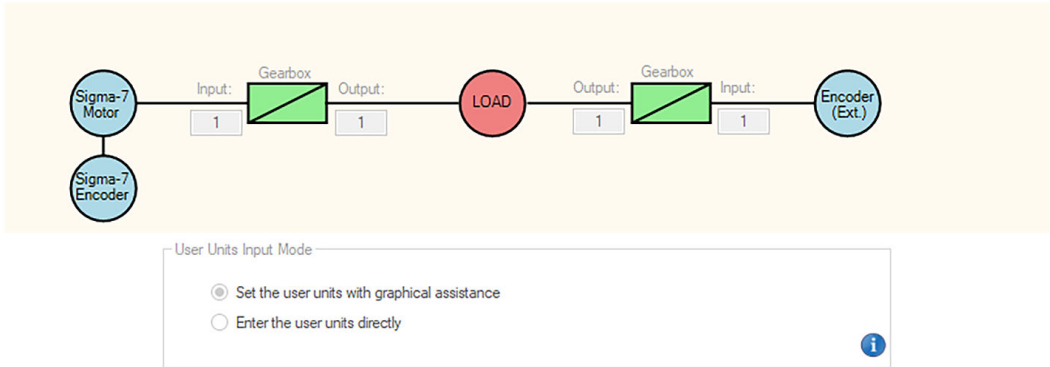 Gearbox
Gearbox
Input:
Output:
Output:
Input:
1
1
1
1
Sigma-7
Motor
LOAD
Encoder
(Ext.)
Sigma-7
Encoder
User Units Input Mode
Set the user units with graphical assistance
Enter the user units directly
i